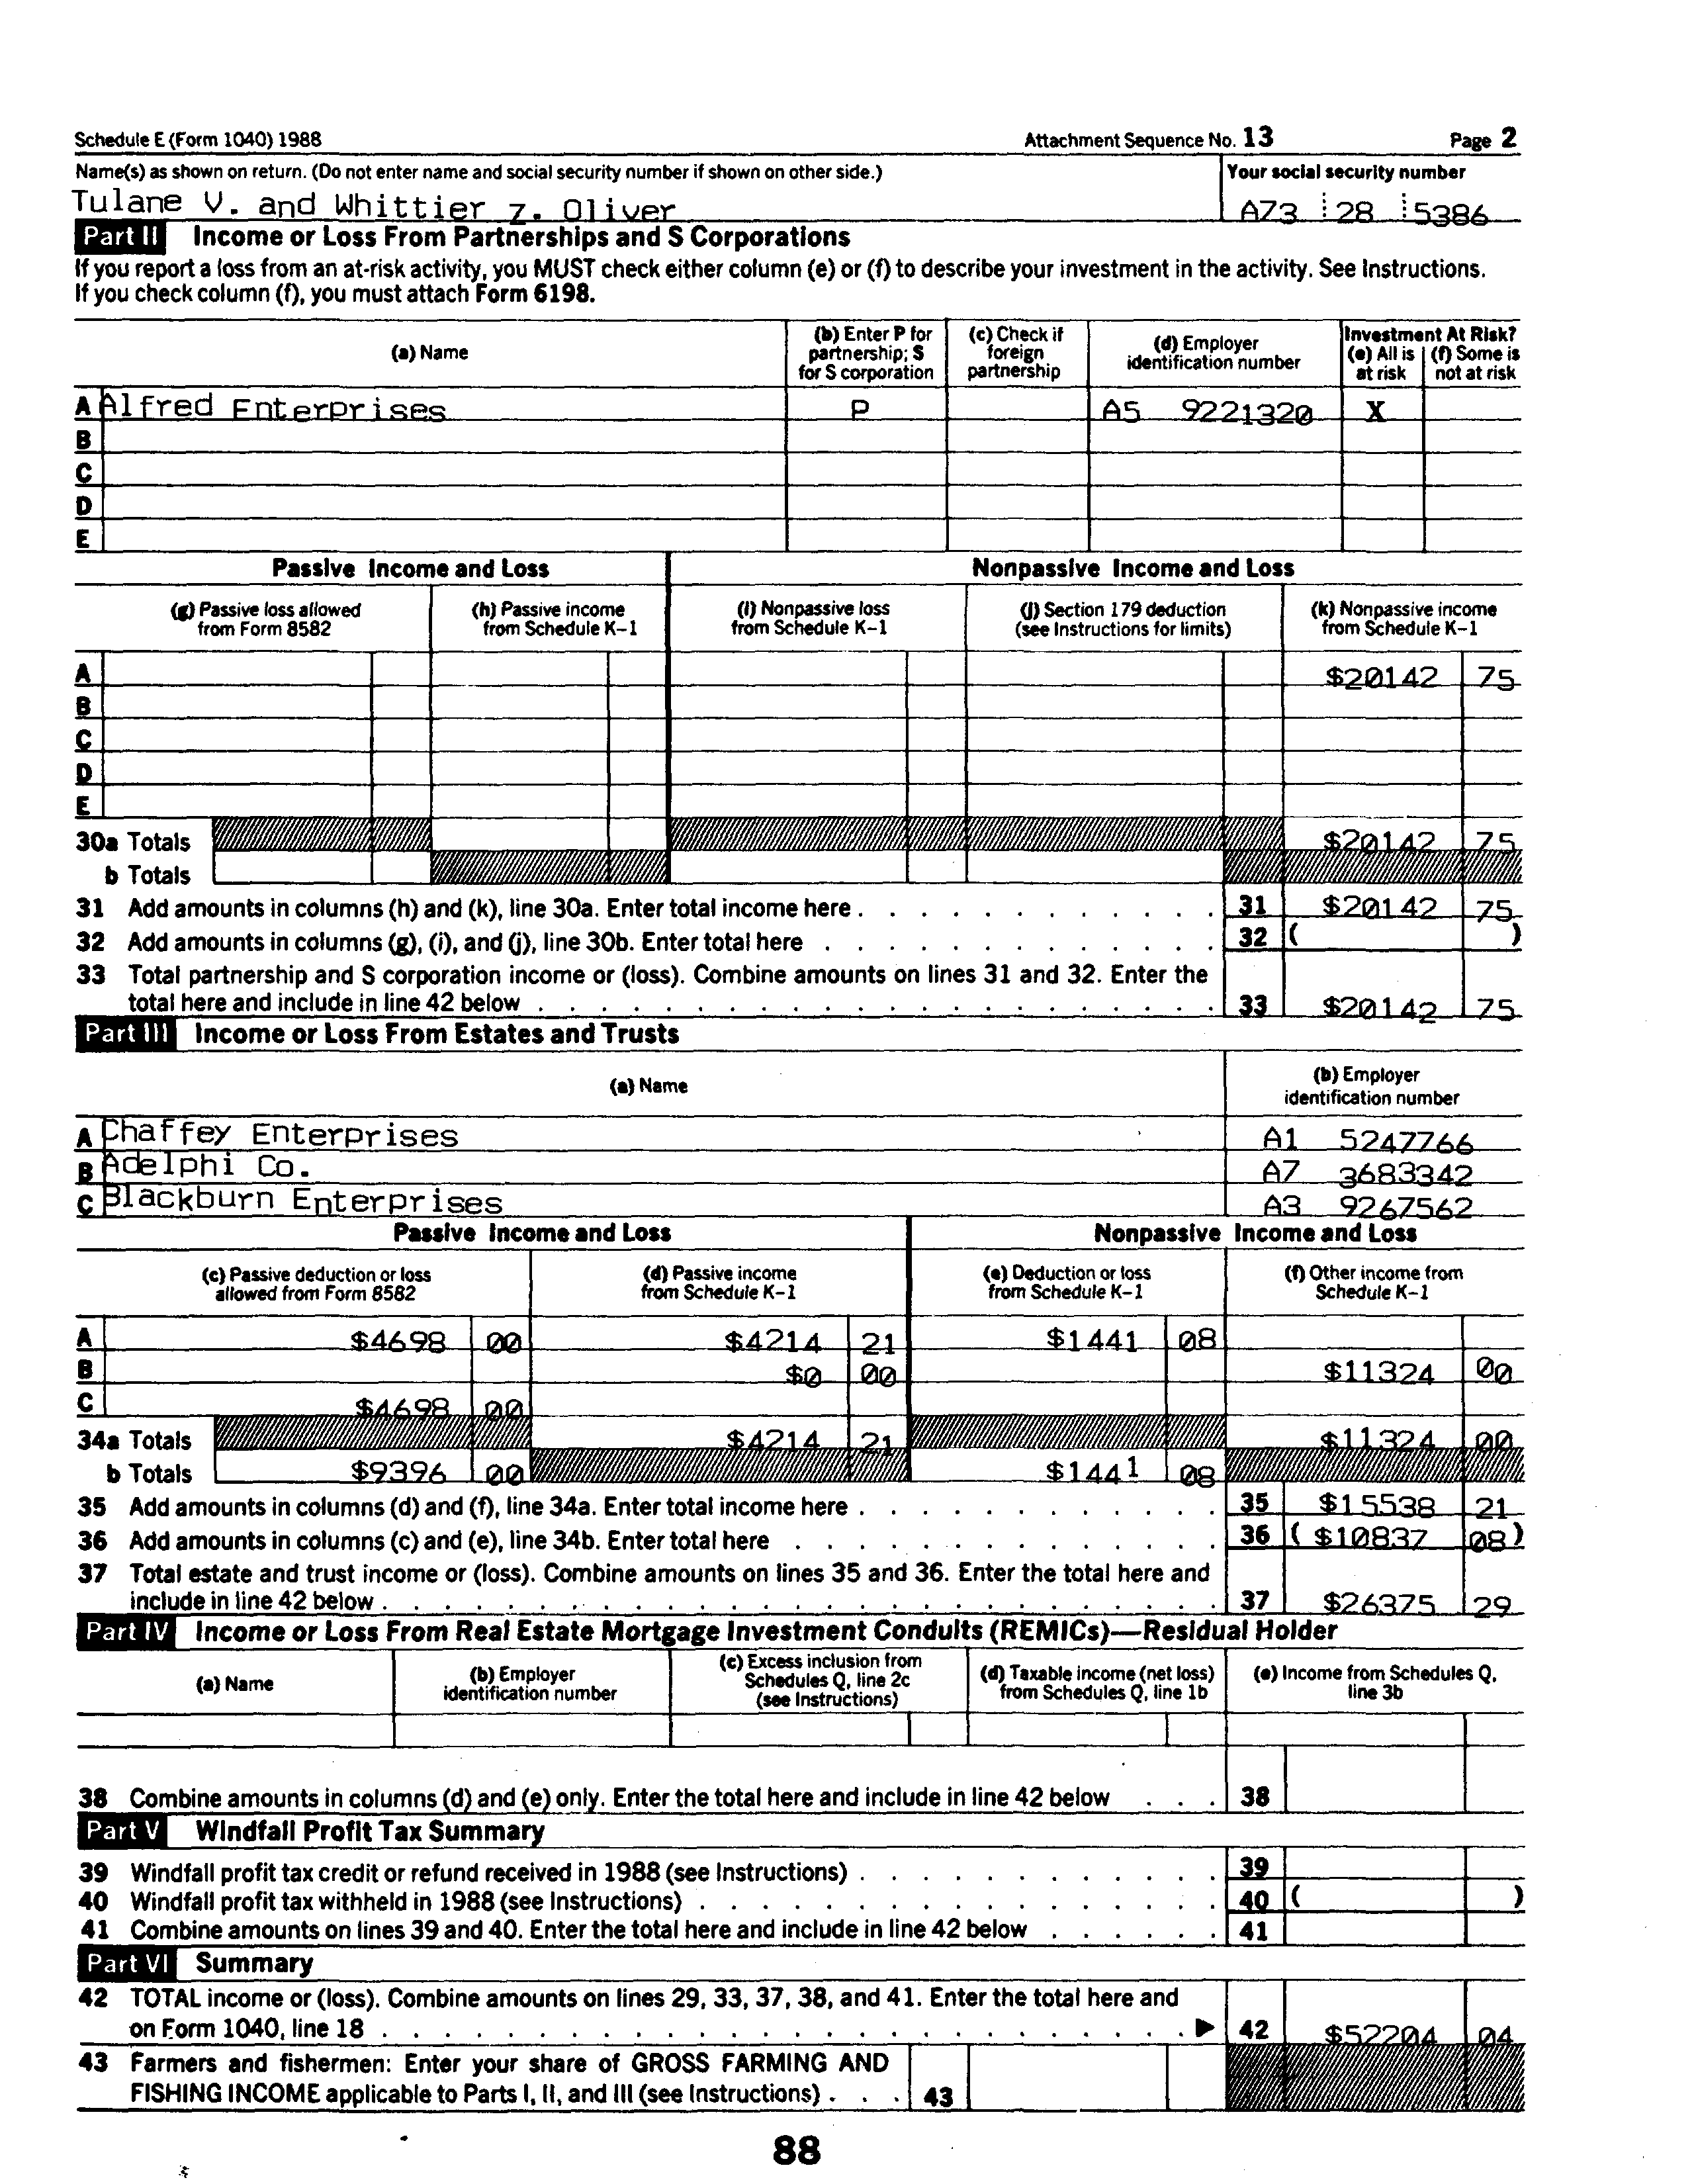 Schedule E (Form 1040) 1988 Attachment Sequence No. 13 Page 2
Name(s) as shown on return. (Do not enter name and social security number if shown on other side.) Your social security number
Tulane V. and Whittier Z. Oliver A73 28 5386
Part II Income or Loss From Partnerships and S Corporations
If you report a loss from an at-risk activity, you MUST check either column (e) or (f) to describe your investment in the activity. See Instructions.
If you check column (f), you must attach Form 6198.
(a) Name (b) Enter P for partnership; S for S corporation (c) Check if foreign partnership (d) Employer identification number Investment At Risk? (e) All is at risk (f) Some is not at risk
A Alfred Enterprises P A5 9221320 X
B
C
D
E
Passive Income and Loss Nonpassive Income and Loss
(g) Passive loss allowed from Form 8582 (h) Passive income from Schedule K-1 (i) Nonpassive loss from Schedule K-1 (j) Section 179 deduction (see Instructions for limits) (k) Nonpassive income from Schedule K-1
A $20142 75
B
C
D
E
30a Totals $20142 75
b Totals
31 Add amounts in columns (h) and (k), line 30a. Enter total income here . . . 31 $20142 75
32 Add amounts in columns (g), (i), and (j), line 30b. Enter total here . . . 32 ( )
33 Total partnership and S corporation income or (loss). Combine amounts on lines 31 and 32. Enter the
total here and include in line 42 below . . . 33 $20142 75
Part III Income or Loss From Estates and Trusts
(a) Name (b) Employer identification number
A Chaffey Enterprises A1 5247766
B Adelphi Co. A7 3683342
C Blackburn Enterprises A3 9267562
Passive Income and Loss Nonpassive Income and Loss
(c) Passive deduction or loss allowed from Form 8582 (d) Passive income from Schedule K-1 (e) Deduction or loss from Schedule K-1 (f) Other income from Schedule K-1
A $4698 00 $4214 21 $1441 08
B $0 00 $11324 00
C $4698 00
34a Totals $4214 21 $11324 00
b Totals $9396 00 $1441 08
35 Add amounts in columns (d) and (f), line 34a. Enter total income here . . . 35 $15538 21
36 Add amounts in columns (c) and (e), line 34b. Enter total here . . . 36 ( $10837 08 )
37 Total estate and trust income or (loss). Combine amounts on lines 35 and 36. Enter the total here and
include in line 42 below . . . 37 $26375 29
Part IV Income or Loss From Real Estate Mortgage Investment Conduits (REMICs)—Residual Holder
(a) Name (b) Employer identification number (c) Excess inclusion from Schedules Q, line 2c (see Instructions) (d) Taxable income (net loss) from Schedules Q, line 1b (e) Income from Schedules Q, line 3b
38 Combine amounts in columns (d) and (e) only. Enter the total here and include in line 42 below . . . 38
Part V Windfall Profit Tax Summary
39 Windfall profit tax credit or refund received in 1988 (see Instructions) . . . 39
40 Windfall profit tax withheld in 1988 (see Instructions) . . . 40 ( )
41 Combine amounts on lines 39 and 40. Enter the total here and include in line 42 below . . . 41
Part VI Summary
42 TOTAL income or (loss). Combine amounts on lines 29, 33, 37, 38, and 41. Enter the total here and
on Form 1040, line 18 . . . ▶ 42 $52204 04
43 Farmers and fishermen: Enter your share of GROSS FARMING AND
FISHING INCOME applicable to Parts I, II, and III (see Instructions) . . . 43
88